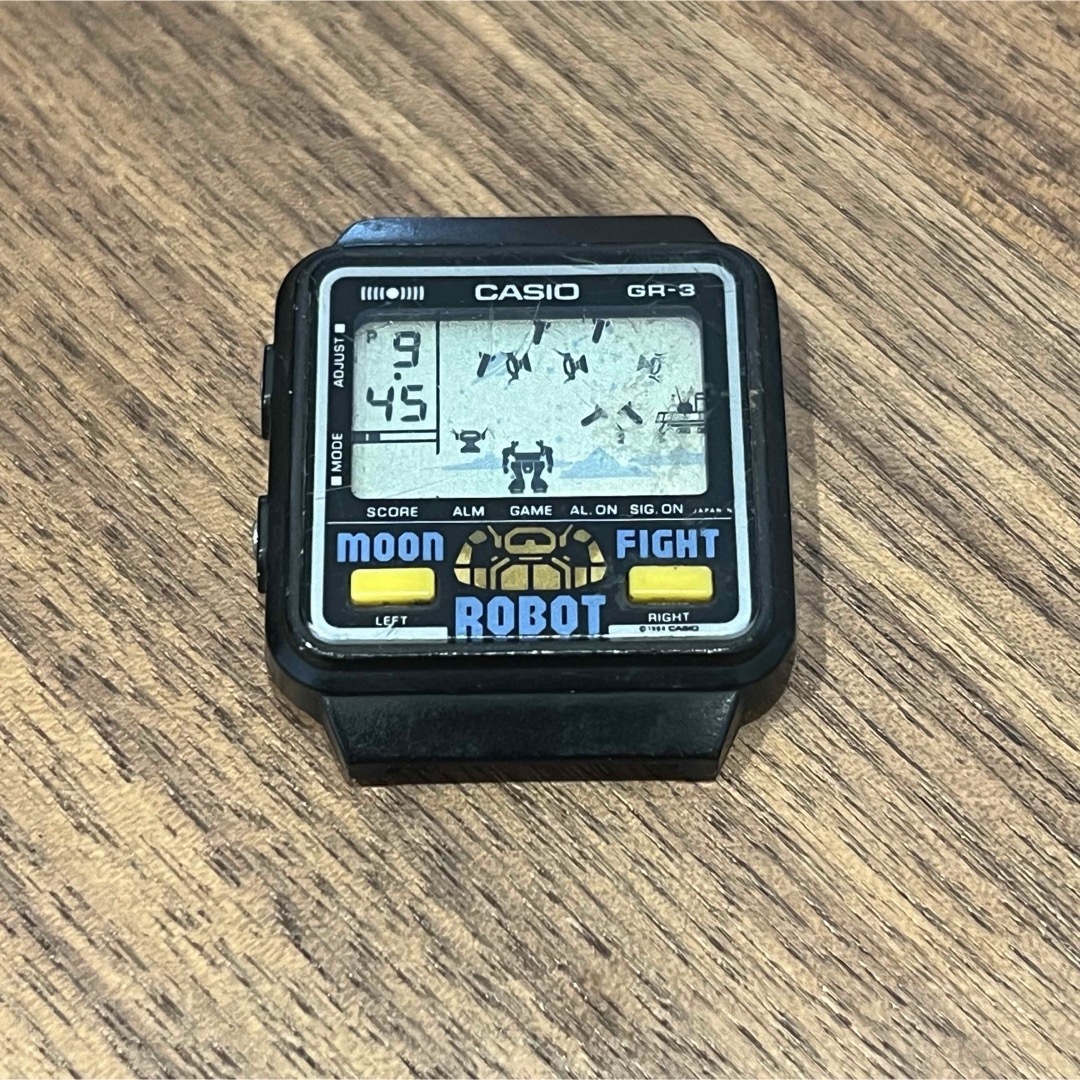 CASIO GR-3
ADJUST
MODE
P 9
45
SCORE ALM GAME AL.ON SIG.ON JAPAN
MOON FIGHT
ROBOT
LEFT RIGHT
©1984 CASIO